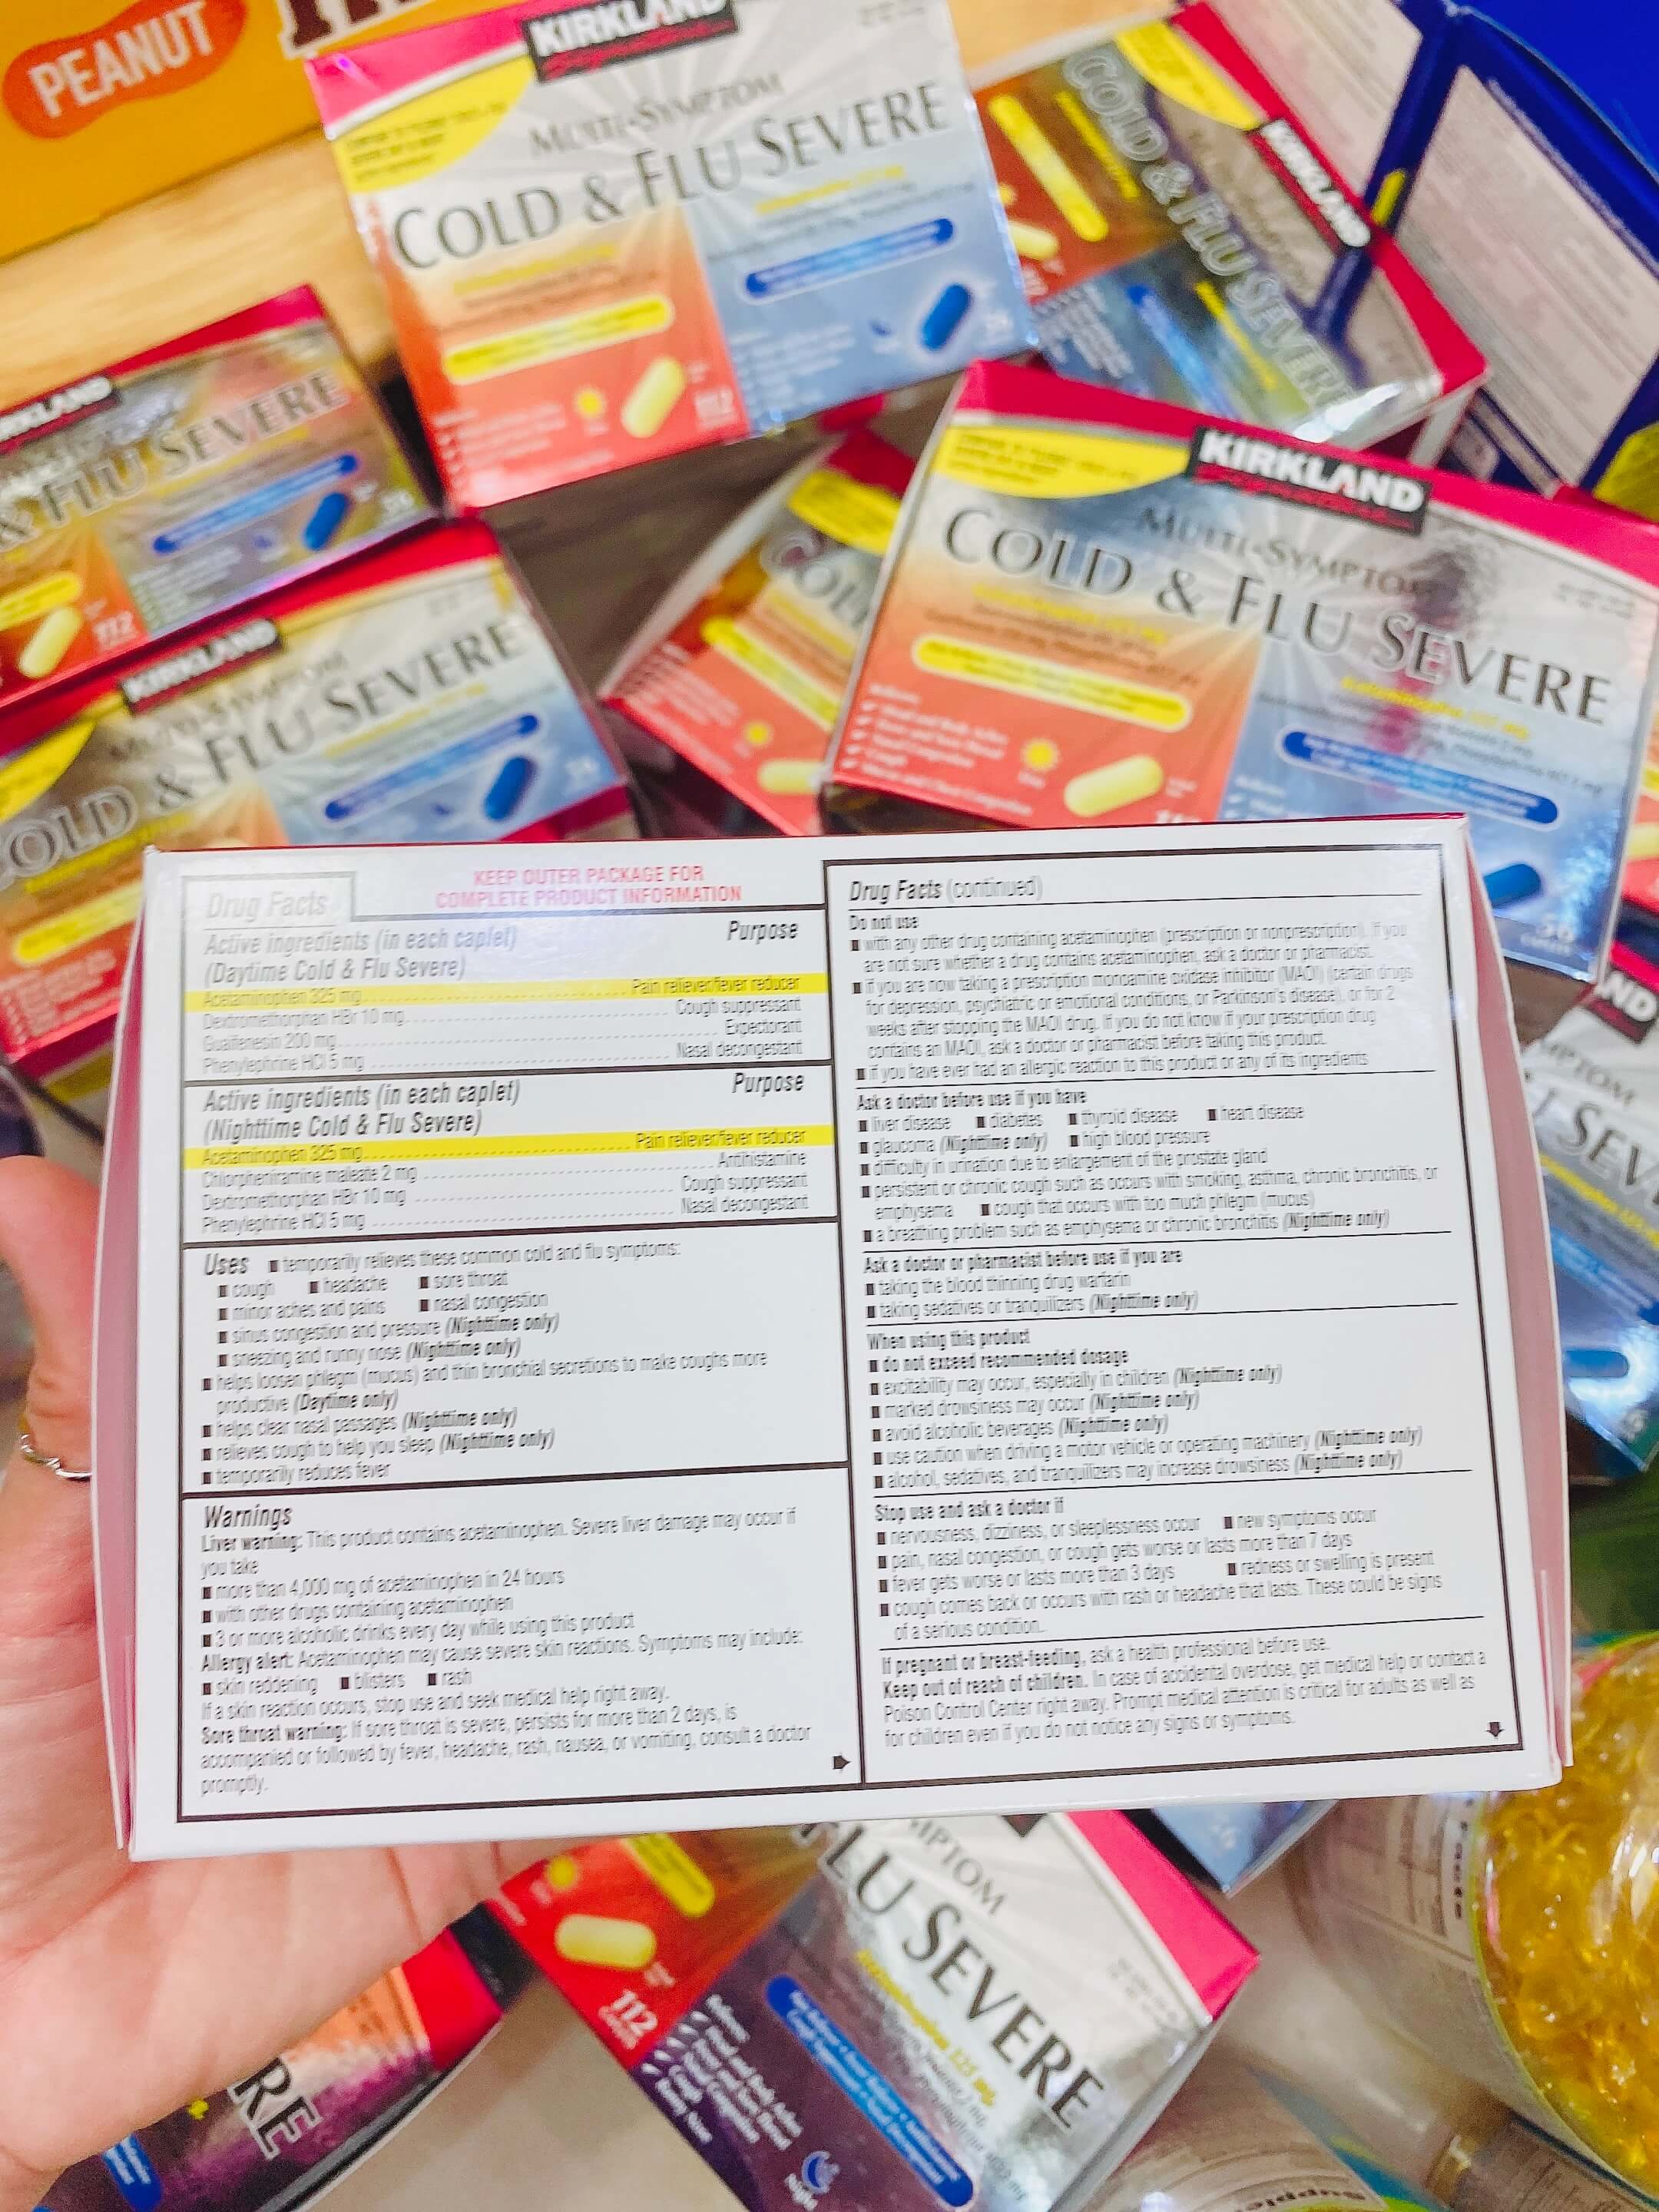 PEANUT
KIRKLAND
Signature
MULTI-SYMPTOM
COLD & FLU SEVERE
112
COLD & FLU SEVERE
KIRKLAND
KIRKLAND
& FLU SEVERE
112
KIRKLAND
MULTI-SYMPTOM
COLD & FLU SEVERE
KIRKLAND
MULTI-SYMPTOM
COLD & FLU SEVERE
Drug Facts
KEEP OUTER PACKAGE FOR
COMPLETE PRODUCT INFORMATION
Active ingredients (in each caplet)
Purpose
(Daytime Cold & Flu Severe)
Acetaminophen 325 mg.....Pain reliever/fever reducer
Dextromethorphan HBr 10 mg.....Cough suppressant
Guaifenesin 200 mg.....Expectorant
Phenylephrine HCl 5 mg.....Nasal decongestant
Active ingredients (in each caplet)
Purpose
(Nighttime Cold & Flu Severe)
Acetaminophen 325 mg.....Pain reliever/fever reducer
Chlorpheniramine maleate 2 mg.....Antihistamine
Dextromethorphan HBr 10 mg.....Cough suppressant
Phenylephrine HCl 5 mg.....Nasal decongestant
Uses ■ temporarily relieves these common cold and flu symptoms:
■ cough ■ headache ■ sore throat
■ minor aches and pains ■ nasal congestion
■ sinus congestion and pressure (Nighttime only)
■ sneezing and runny nose (Nighttime only)
■ helps loosen phlegm (mucus) and thin bronchial secretions to make coughs more
productive (Daytime only)
■ helps clear nasal passages (Nighttime only)
■ relieves cough to help you sleep (Nighttime only)
■ temporarily reduces fever
Warnings
Liver warning: This product contains acetaminophen. Severe liver damage may occur if
you take
■ more than 4,000 mg of acetaminophen in 24 hours
■ with other drugs containing acetaminophen
■ 3 or more alcoholic drinks every day while using this product
Allergy alert: Acetaminophen may cause severe skin reactions. Symptoms may include:
■ skin reddening ■ blisters ■ rash
If a skin reaction occurs, stop use and seek medical help right away.
Sore throat warning: If sore throat is severe, persists for more than 2 days, is
accompanied or followed by fever, headache, rash, nausea, or vomiting, consult a doctor
promptly.
Drug Facts (continued)
Do not use
■ with any other drug containing acetaminophen (prescription or nonprescription). If you
are not sure whether a drug contains acetaminophen, ask a doctor or pharmacist.
■ if you are now taking a prescription monoamine oxidase inhibitor (MAOI) (certain drugs
for depression, psychiatric or emotional conditions, or Parkinson's disease), or for 2
weeks after stopping the MAOI drug. If you do not know if your prescription drug
contains an MAOI, ask a doctor or pharmacist before taking this product.
■ if you have ever had an allergic reaction to this product or any of its ingredients
Ask a doctor before use if you have
■ liver disease ■ diabetes ■ thyroid disease ■ heart disease
■ glaucoma (Nighttime only) ■ high blood pressure
■ difficulty in urination due to enlargement of the prostate gland
■ persistent or chronic cough such as occurs with smoking, asthma, chronic bronchitis, or
emphysema ■ cough that occurs with too much phlegm (mucus)
■ a breathing problem such as emphysema or chronic bronchitis (Nighttime only)
Ask a doctor or pharmacist before use if you are
■ taking the blood thinning drug warfarin
■ taking sedatives or tranquilizers (Nighttime only)
When using this product
■ do not exceed recommended dosage
■ excitability may occur, especially in children (Nighttime only)
■ marked drowsiness may occur (Nighttime only)
■ avoid alcoholic beverages (Nighttime only)
■ use caution when driving a motor vehicle or operating machinery (Nighttime only)
■ alcohol, sedatives, and tranquilizers may increase drowsiness (Nighttime only)
Stop use and ask a doctor if
■ nervousness, dizziness, or sleeplessness occur ■ new symptoms occur
■ pain, nasal congestion, or cough gets worse or lasts more than 7 days
■ fever gets worse or lasts more than 3 days ■ redness or swelling is present
■ cough comes back or occurs with rash or headache that lasts. These could be signs
of a serious condition.
If pregnant or breast-feeding, ask a health professional before use.
Keep out of reach of children. In case of accidental overdose, get medical help or contact a
Poison Control Center right away. Prompt medical attention is critical for adults as well as
for children even if you do not notice any signs or symptoms.
FLU SEVERE
112
Night